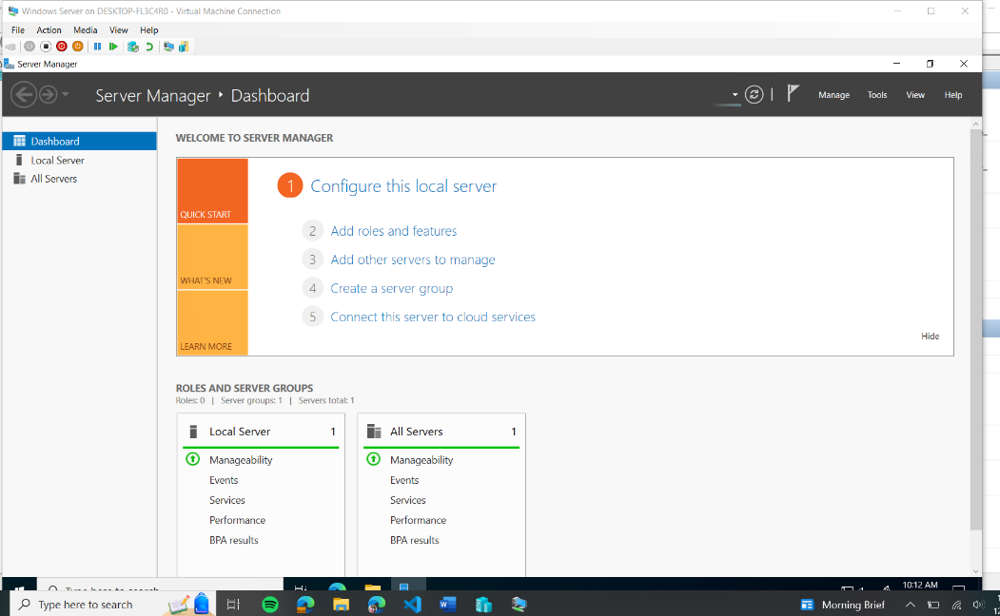 Windows Server on DESKTOP-FL3C4R0 - Virtual Machine Connection
File Action Media View Help
Server Manager
Server Manager Dashboard
Manage Tools View Help
Dashboard
Local Server
All Servers
WELCOME TO SERVER MANAGER
QUICK START
WHAT'S NEW
LEARN MORE
1 Configure this local server
2 Add roles and features
3 Add other servers to manage
4 Create a server group
5 Connect this server to cloud services
Hide
ROLES AND SERVER GROUPS
Roles: 0 | Server groups: 1 | Servers total: 1
Local Server 1
Manageability
Events
Services
Performance
BPA results
All Servers 1
Manageability
Events
Services
Performance
BPA results
10:12 AM
Type here to search
Morning Brief